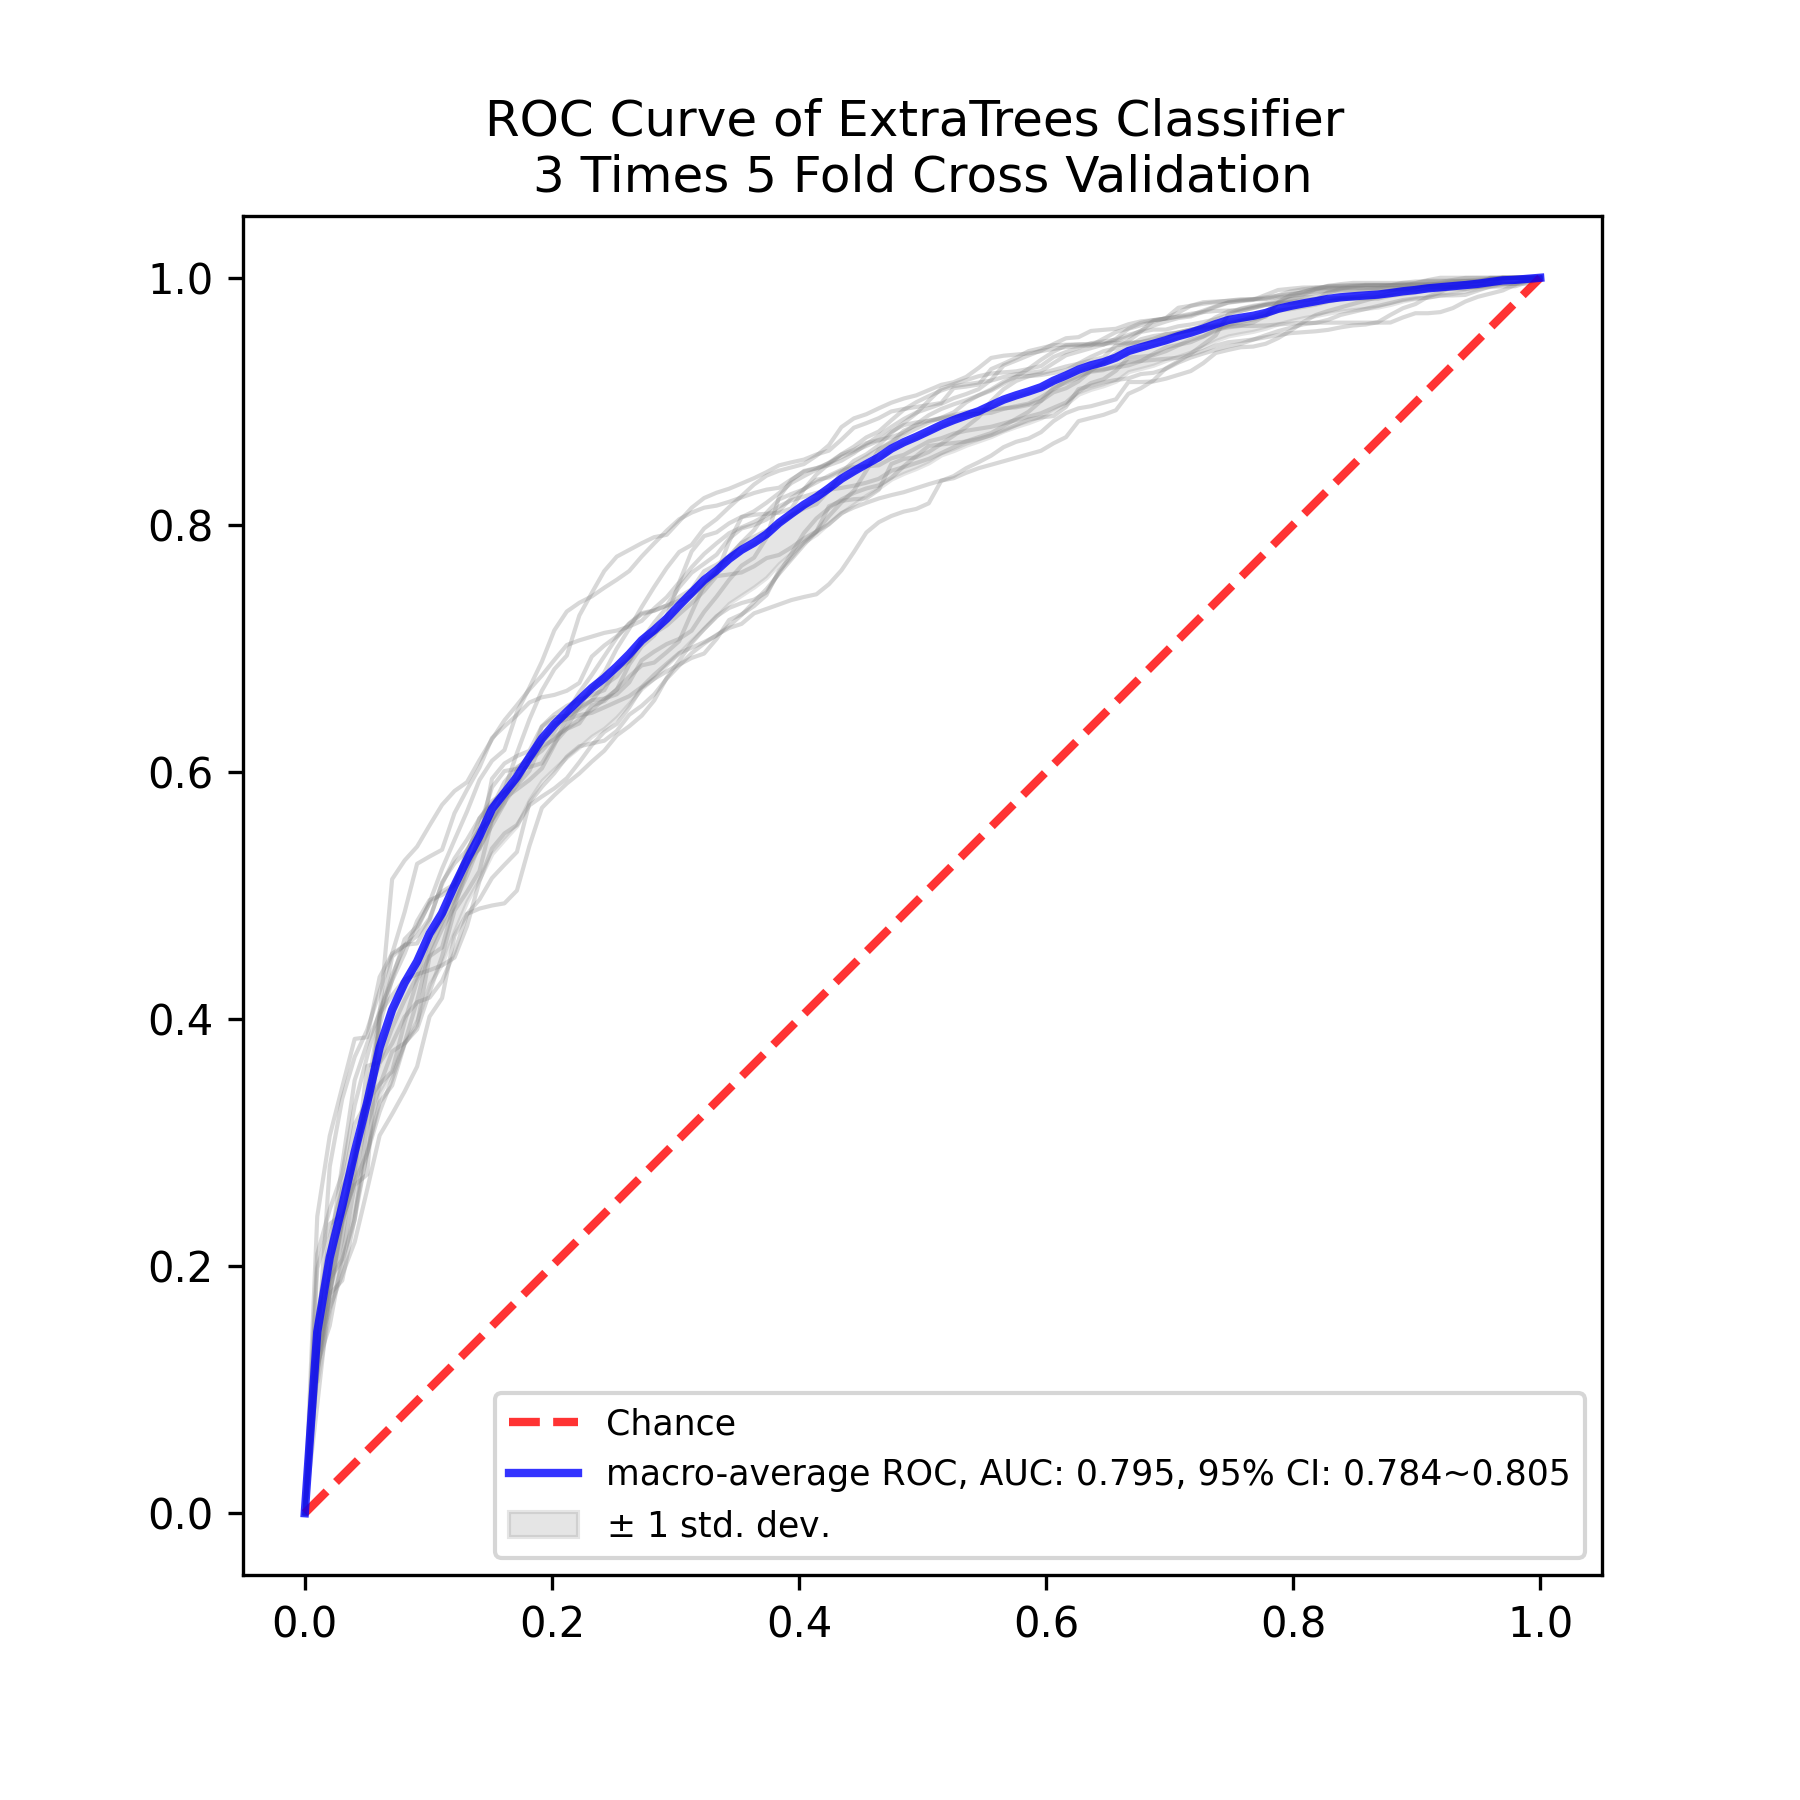 ROC Curve of ExtraTrees Classifier
3 Times 5 Fold Cross Validation
1.0
0.8
0.6
0.4
0.2
0.0
Chance
macro-average ROC, AUC: 0.795, 95% CI: 0.784~0.805
± 1 std. dev.
0.0 0.2 0.4 0.6 0.8 1.0